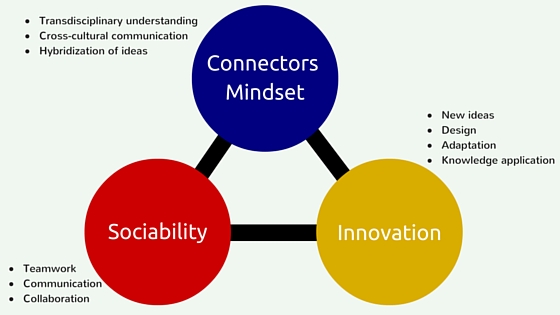 Transdisciplinary understanding
Cross-cultural communication
Hybridization of ideas
Connectors
Mindset
New ideas
Design
Adaptation
Knowledge application
Sociability
Innovation
Teamwork
Communication
Collaboration